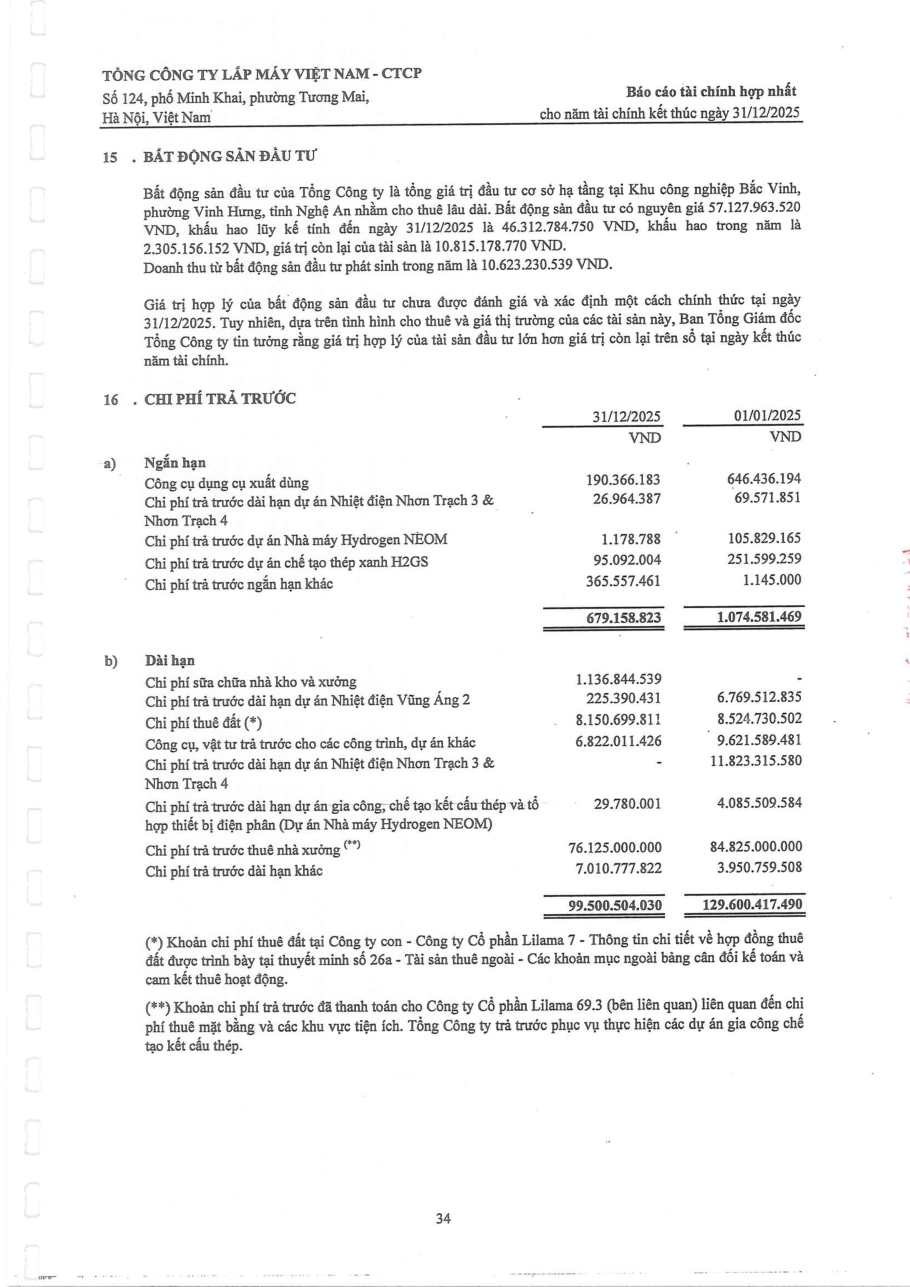 TỔNG CÔNG TY LẮP MÁY VIỆT NAM - CTCP
Số 124, phố Minh Khai, phường Tương Mai,
Hà Nội, Việt Nam
Báo cáo tài chính hợp nhất
cho năm tài chính kết thúc ngày 31/12/2025
15 . BẤT ĐỘNG SẢN ĐẦU TƯ
Bất động sản đầu tư của Tổng Công ty là tổng giá trị đầu tư cơ sở hạ tầng tại Khu công nghiệp Bắc Vinh,
phường Vinh Hưng, tỉnh Nghệ An nhằm cho thuê lâu dài. Bất động sản đầu tư có nguyên giá 57.127.963.520
VND, khấu hao lũy kế tính đến ngày 31/12/2025 là 46.312.784.750 VND, khấu hao trong năm là
2.305.156.152 VND, giá trị còn lại của tài sản là 10.815.178.770 VND.
Doanh thu từ bất động sản đầu tư phát sinh trong năm là 10.623.230.539 VND.
Giá trị hợp lý của bất động sản đầu tư chưa được đánh giá và xác định một cách chính thức tại ngày
31/12/2025. Tuy nhiên, dựa trên tình hình cho thuê và giá thị trường của các tài sản này, Ban Tổng Giám đốc
Tổng Công ty tin tưởng rằng giá trị hợp lý của tài sản đầu tư lớn hơn giá trị còn lại trên sổ tại ngày kết thúc
năm tài chính.
16 . CHI PHÍ TRẢ TRƯỚC
31/12/2025 01/01/2025
VND VND
a) Ngắn hạn
Công cụ dụng cụ xuất dùng 190.366.183 646.436.194
Chi phí trả trước dài hạn dự án Nhiệt điện Nhơn Trạch 3 & 26.964.387 69.571.851
Nhơn Trạch 4
Chi phí trả trước dự án Nhà máy Hydrogen NEOM 1.178.788 105.829.165
Chi phí trả trước dự án chế tạo thép xanh H2GS 95.092.004 251.599.259
Chi phí trả trước ngắn hạn khác 365.557.461 1.145.000
679.158.823 1.074.581.469
b) Dài hạn
Chi phí sữa chữa nhà kho và xưởng 1.136.844.539 -
Chi phí trả trước dài hạn dự án Nhiệt điện Vũng Áng 2 225.390.431 6.769.512.835
Chi phí thuê đất (*) 8.150.699.811 8.524.730.502
Công cụ, vật tư trả trước cho các công trình, dự án khác 6.822.011.426 9.621.589.481
Chi phí trả trước dài hạn dự án Nhiệt điện Nhơn Trạch 3 & - 11.823.315.580
Nhơn Trạch 4
Chi phí trả trước dài hạn dự án gia công, chế tạo kết cấu thép và tổ 29.780.001 4.085.509.584
hợp thiết bị điện phân (Dự án Nhà máy Hydrogen NEOM)
Chi phí trả trước thuê nhà xưởng (**) 76.125.000.000 84.825.000.000
Chi phí trả trước dài hạn khác 7.010.777.822 3.950.759.508
99.500.504.030 129.600.417.490
(*) Khoản chi phí thuê đất tại Công ty con - Công ty Cổ phần Lilama 7 - Thông tin chi tiết về hợp đồng thuê
đất được trình bày tại thuyết minh số 26a - Tài sản thuê ngoài - Các khoản mục ngoài bảng cân đối kế toán và
cam kết thuê hoạt động.
(**) Khoản chi phí trả trước đã thanh toán cho Công ty Cổ phần Lilama 69.3 (bên liên quan) liên quan đến chi
phí thuê mặt bằng và các khu vực tiện ích. Tổng Công ty trả trước phục vụ thực hiện các dự án gia công chế
tạo kết cấu thép.
34